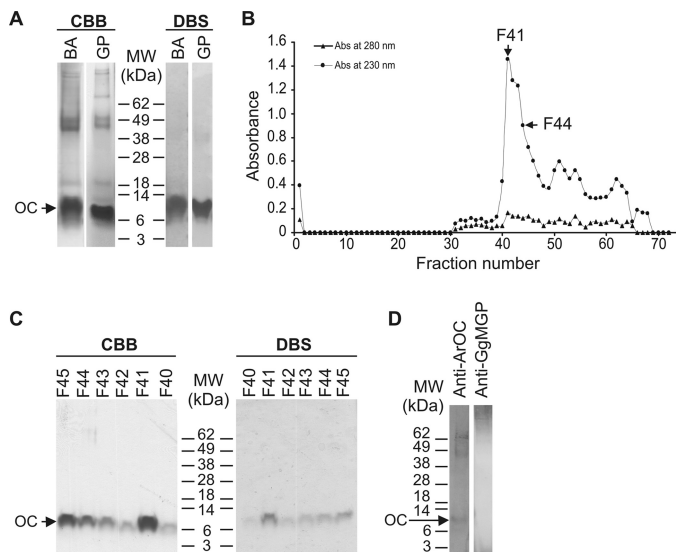 A
CBB
DBS
BA
GP
MW
(kDa)
BA
GP
62
49
38
28
18
14
6
3
OC
B
Abs at 280 nm
Abs at 230 nm
F41
F44
Absorbance
1.6
1.4
1.2
1.0
0.8
0.6
0.4
0.2
0
0 10 20 30 40 50 60 70
Fraction number
C
CBB
DBS
F45 F44 F43 F42 F41 F40
MW
(kDa)
F40 F41 F42 F43 F44 F45
62
49
38
28
18
14
6
3
OC
D
Anti-ArOC
Anti-GgMGP
MW
(kDa)
62
49
38
28
18
14
6
3
OC